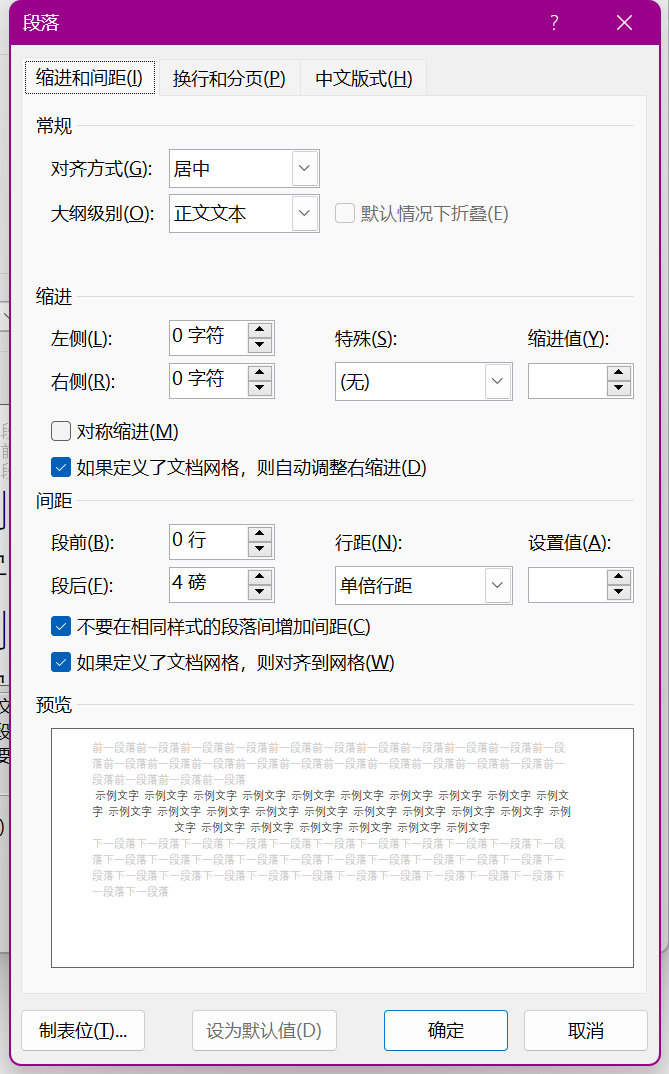 段落
缩进和间距(I) 换行和分页(P) 中文版式(H)
常规
对齐方式(G): 居中
大纲级别(O): 正文文本 默认情况下折叠(E)
缩进
左侧(L): 0 字符 特殊(S): 缩进值(Y):
右侧(R): 0 字符 (无)
对称缩进(M)
如果定义了文档网格，则自动调整右缩进(D)
间距
段前(B): 0 行 行距(N): 设置值(A):
段后(F): 4 磅 单倍行距
不要在相同样式的段落间增加间距(C)
如果定义了文档网格，则对齐到网格(W)
预览
前一段落前一段落前一段落前一段落前一段落前一段落前一段落前一段落前一段落前一段落前一段
落前一段落前一段落前一段落前一段落前一段落前一段落前一段落前一段落前一段落前一段落前一
段落前一段落前一段落前一段落
示例文字 示例文字 示例文字 示例文字 示例文字 示例文字 示例文字 示例文字 示例文字 示例文
字 示例文字 示例文字 示例文字 示例文字 示例文字 示例文字 示例文字 示例文字 示例文字 示例
文字 示例文字 示例文字 示例文字 示例文字 示例文字 示例文字
下一段落下一段落下一段落下一段落下一段落下一段落下一段落下一段落下一段落下一段落下一段
落下一段落下一段落下一段落下一段落下一段落下一段落下一段落下一段落下一段落下一段落下一
段落下一段落下一段落下一段落下一段落下一段落下一段落下一段落下一段落下一段落下一段落下
一段落下一段落
制表位(T)... 设为默认值(D) 确定 取消